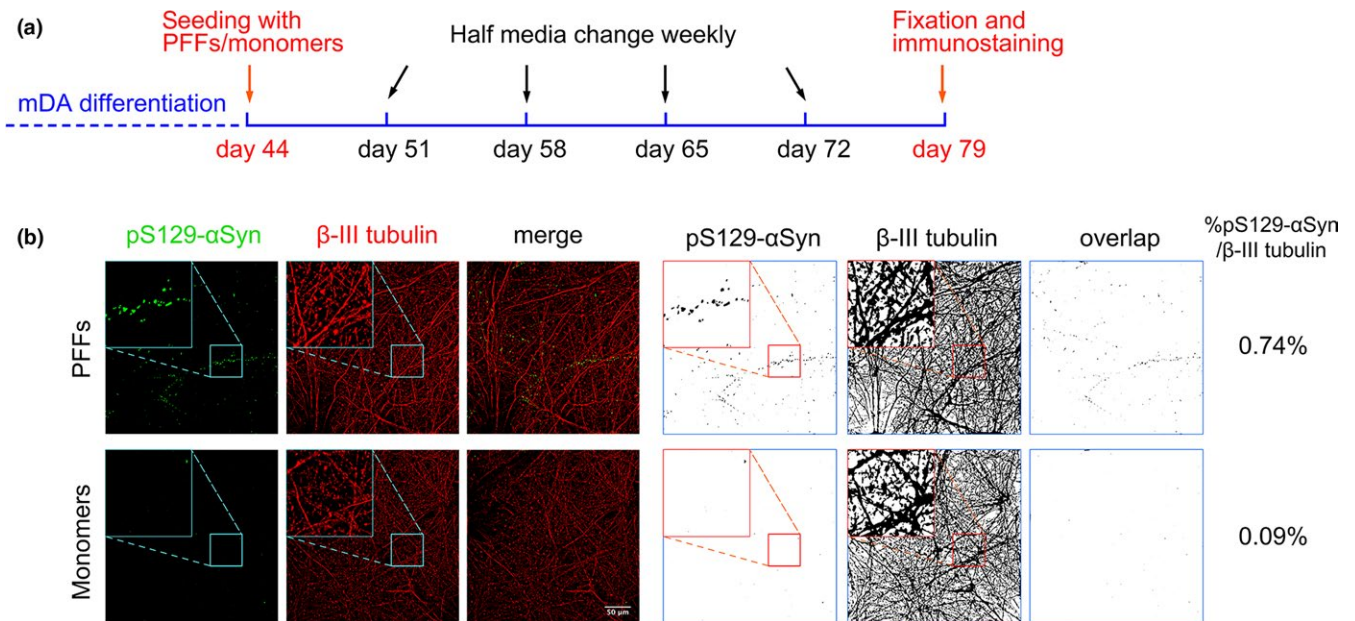 (a)
Seeding with
PFFs/monomers
Half media change weekly
Fixation and
immunostaining
mDA differentiation
day 44 day 51 day 58 day 65 day 72 day 79
(b)
pS129-αSyn β-III tubulin merge pS129-αSyn β-III tubulin overlap %pS129-αSyn
/β-III tubulin
PFFs
0.74%
Monomers
0.09%
50 μm